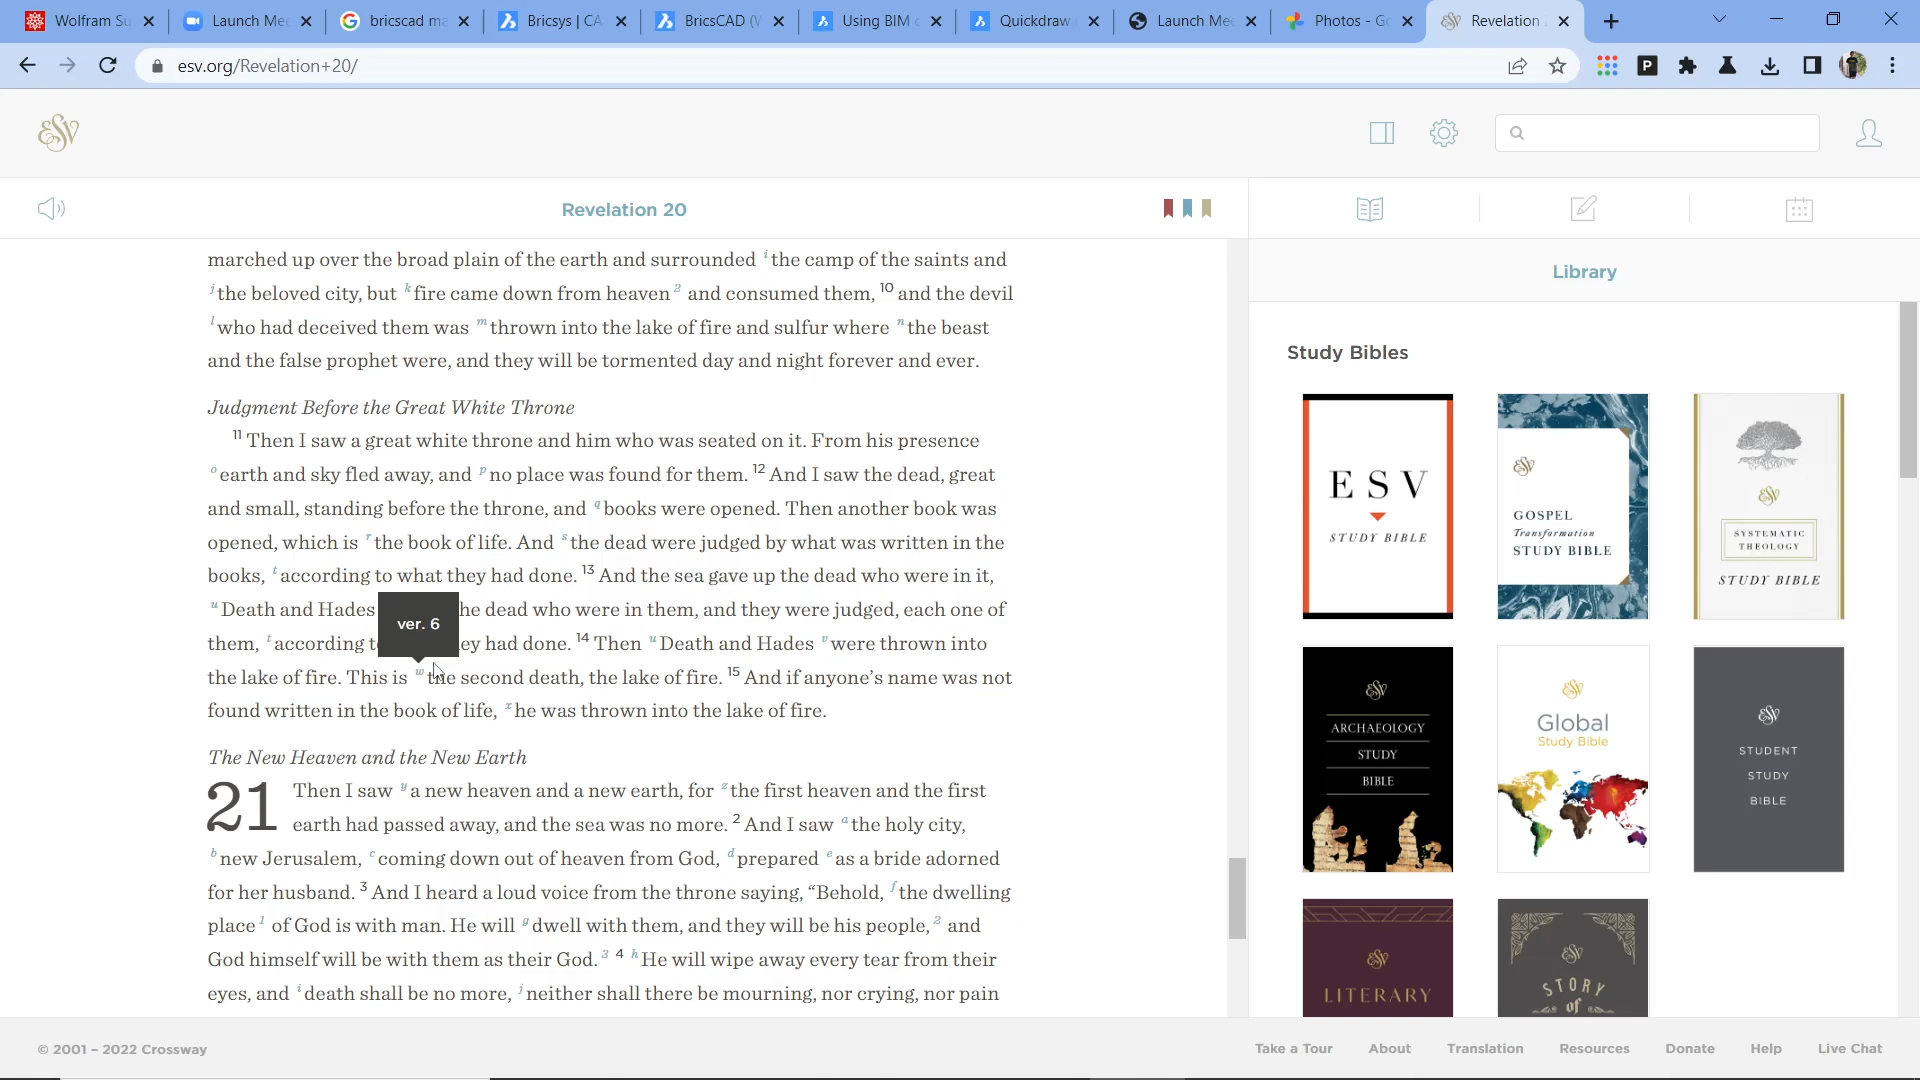 Wolfram Su
Launch Mee
bricscad ma
Bricsys | CA
BricsCAD (V
Using BIM
Quickdraw
Launch Mee
Photos - Go
Revelation
esv.org/Revelation+20/
P
ESV
Revelation 20
Library
marched up over the broad plain of the earth and surrounded i the camp of the saints and
j the beloved city, but k fire came down from heaven 2 and consumed them, 10 and the devil
l who had deceived them was m thrown into the lake of fire and sulfur where n the beast
and the false prophet were, and they will be tormented day and night forever and ever.
Judgment Before the Great White Throne
11 Then I saw a great white throne and him who was seated on it. From his presence
o earth and sky fled away, and p no place was found for them. 12 And I saw the dead, great
and small, standing before the throne, and q books were opened. Then another book was
opened, which is r the book of life. And s the dead were judged by what was written in the
books, t according to what they had done. 13 And the sea gave up the dead who were in it,
u Death and Hades he dead who were in them, and they were judged, each one of
ver. 6
them, t according t ey had done. 14 Then u Death and Hades v were thrown into
the lake of fire. This is w the second death, the lake of fire. 15 And if anyone’s name was not
found written in the book of life, x he was thrown into the lake of fire.
The New Heaven and the New Earth
21 Then I saw y a new heaven and a new earth, for z the first heaven and the first
earth had passed away, and the sea was no more. 2 And I saw a the holy city,
b new Jerusalem, c coming down out of heaven from God, d prepared e as a bride adorned
for her husband. 3 And I heard a loud voice from the throne saying, “Behold, f the dwelling
place 1 of God is with man. He will g dwell with them, and they will be his people, 2 and
God himself will be with them as their God. 3 4 h He will wipe away every tear from their
eyes, and i death shall be no more, j neither shall there be mourning, nor crying, nor pain
Study Bibles
ESV
STUDY BIBLE
ESV
GOSPEL
Transformation
STUDY BIBLE
ESV
SYSTEMATIC
THEOLOGY
STUDY BIBLE
ESV
ARCHAEOLOGY
STUDY
BIBLE
ESV
Global
Study Bible
ESV
STUDENT
STUDY
BIBLE
ESV
LITERARY
ESV
STORY
of
© 2001 – 2022 Crossway
Take a Tour
About
Translation
Resources
Donate
Help
Live Chat